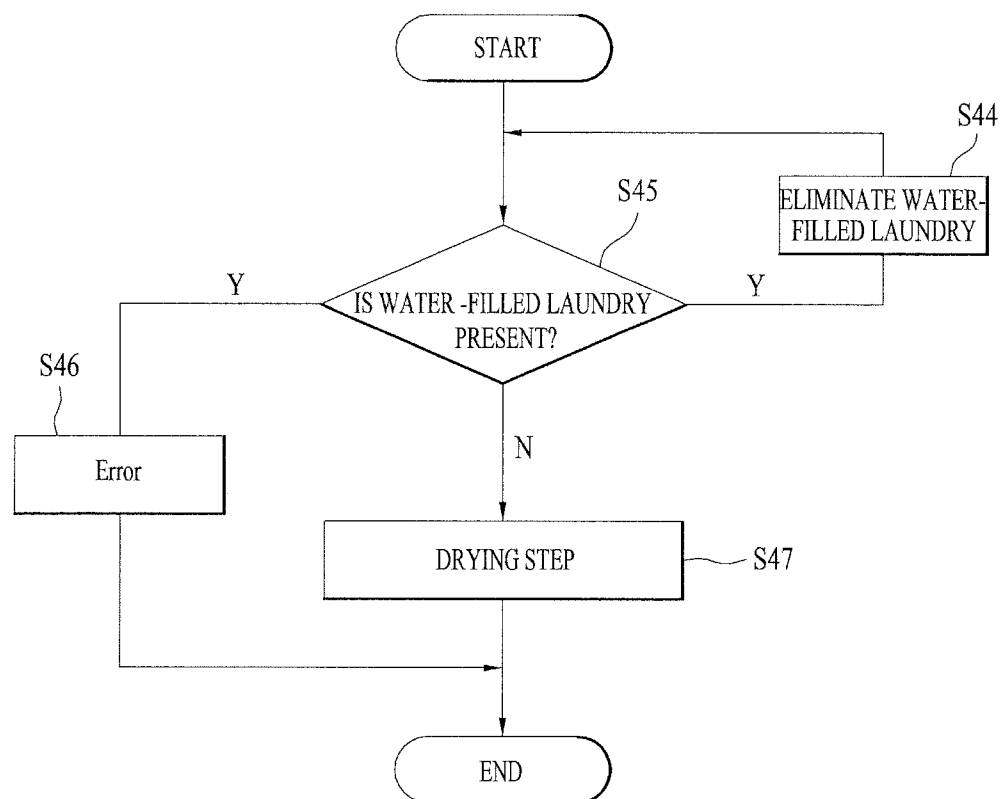 START
S44
ELIMINATE WATER-
FILLED LAUNDRY
S45
Y
IS WATER -FILLED LAUNDRY
PRESENT?
Y
S46
Error
N
DRYING STEP
S47
END